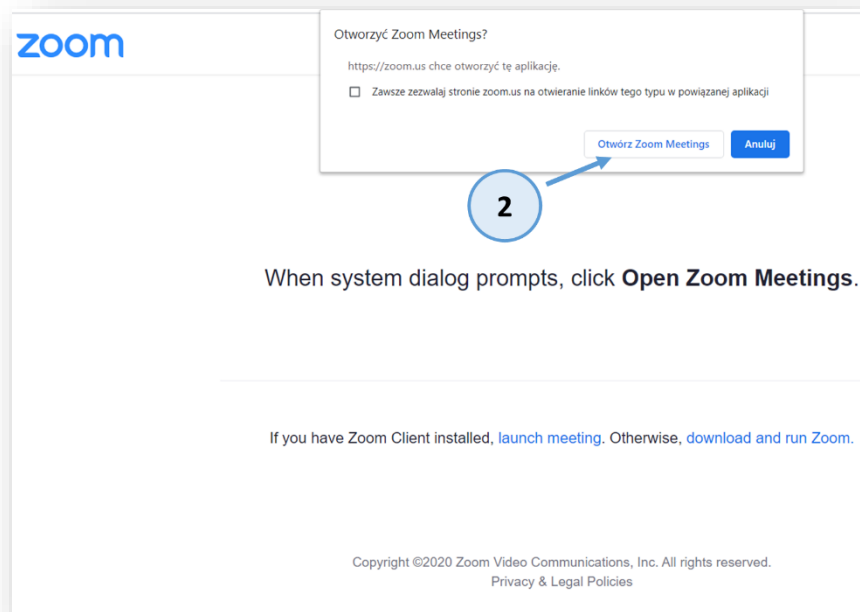 zoom
Otworzyć Zoom Meetings?
https://zoom.us chce otworzyć tę aplikację.
Zawsze zezwalaj stronie zoom.us na otwieranie linków tego typu w powiązanej aplikacji
Otwórz Zoom Meetings Anuluj
2
When system dialog prompts, click Open Zoom Meetings.
If you have Zoom Client installed, launch meeting. Otherwise, download and run Zoom.
Copyright ©2020 Zoom Video Communications, Inc. All rights reserved.
Privacy & Legal Policies